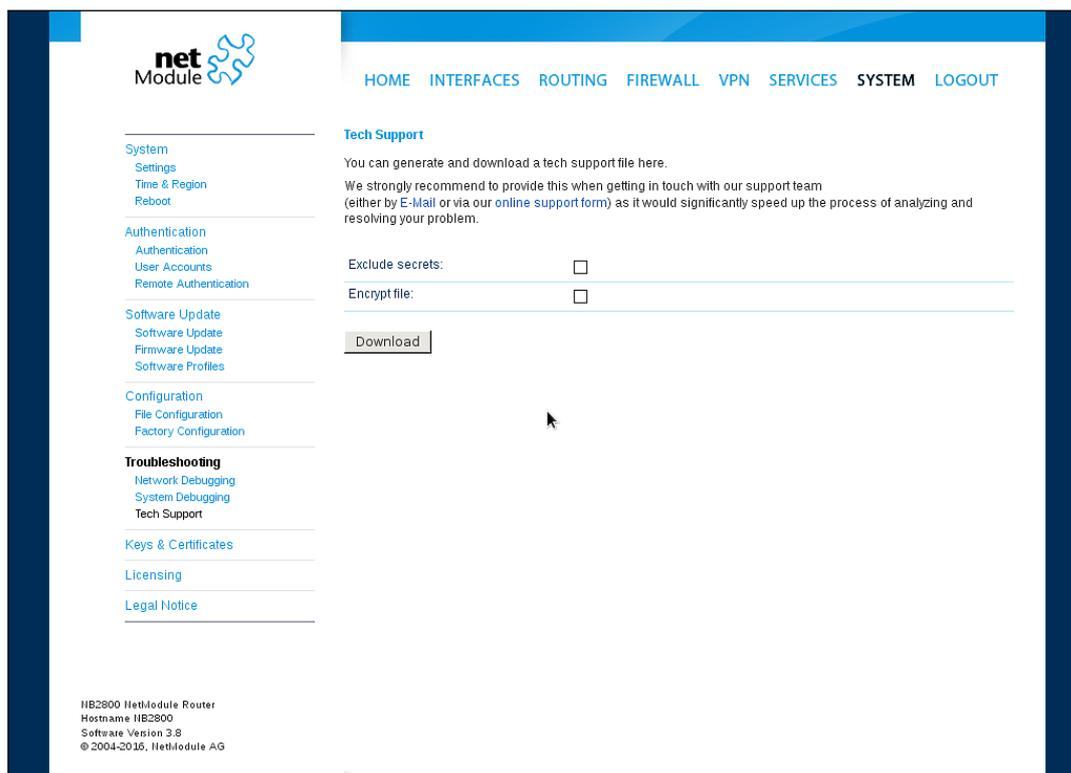 net
Module
HOME INTERFACES ROUTING FIREWALL VPN SERVICES SYSTEM LOGOUT
System
Settings
Time & Region
Reboot
Authentication
Authentication
User Accounts
Remote Authentication
Software Update
Software Update
Firmware Update
Software Profiles
Configuration
File Configuration
Factory Configuration
Troubleshooting
Network Debugging
System Debugging
Tech Support
Keys & Certificates
Licensing
Legal Notice
Tech Support
You can generate and download a tech support file here.
We strongly recommend to provide this when getting in touch with our support team
(either by E-Mail or via our online support form) as it would significantly speed up the process of analyzing and
resolving your problem.
Exclude secrets:
Encrypt file:
Download
NB2800 NetModule Router
Hostname NB2800
Software Version 3.8
© 2004-2016, NetModule AG